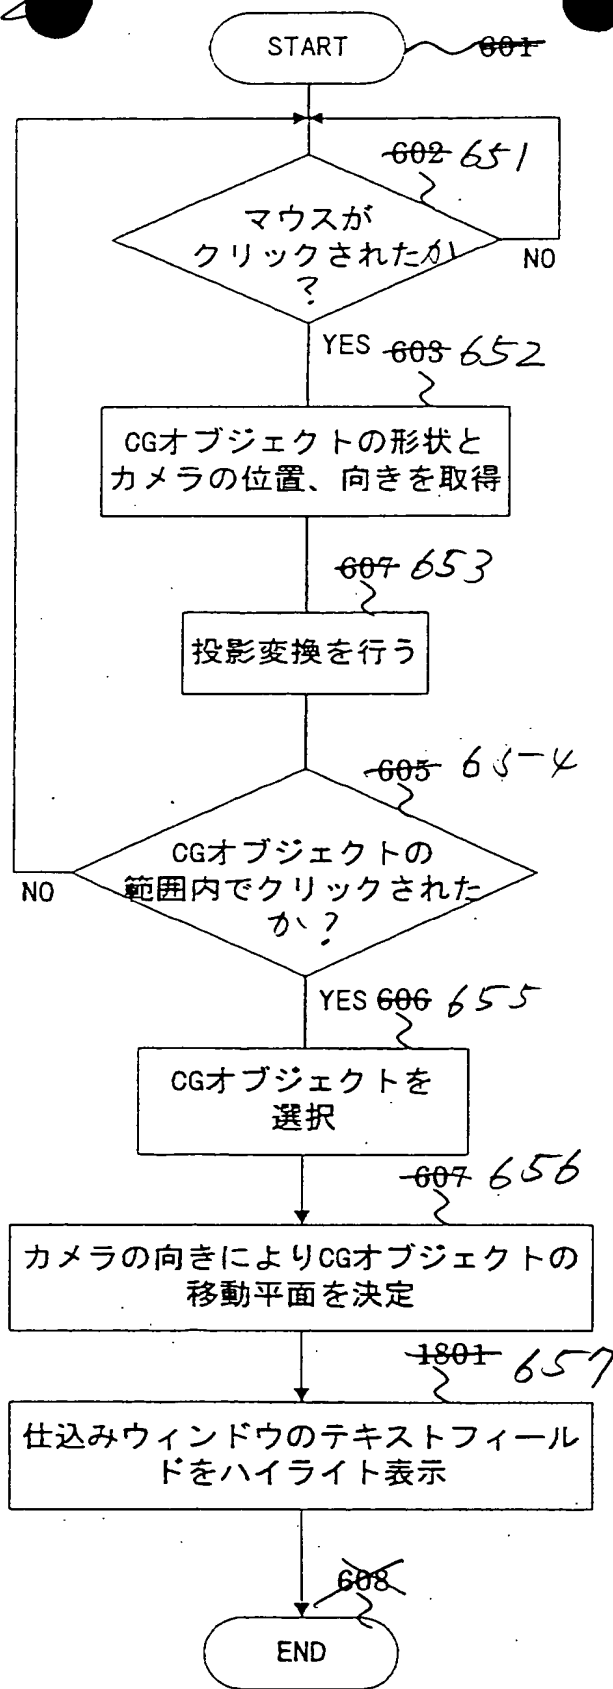 START
601
602 651
マウスが
クリックされたか
?
NO
YES 603 652
CGオブジェクトの形状と
カメラの位置、向きを取得
607 653
投影変換を行う
605 654
CGオブジェクトの
範囲内でクリックされた
か?
NO
YES 606 655
CGオブジェクトを
選択
607 656
カメラの向きによりCGオブジェクトの
移動平面を決定
1801 657
仕込みウィンドウのテキストフィール
ドをハイライト表示
608
END